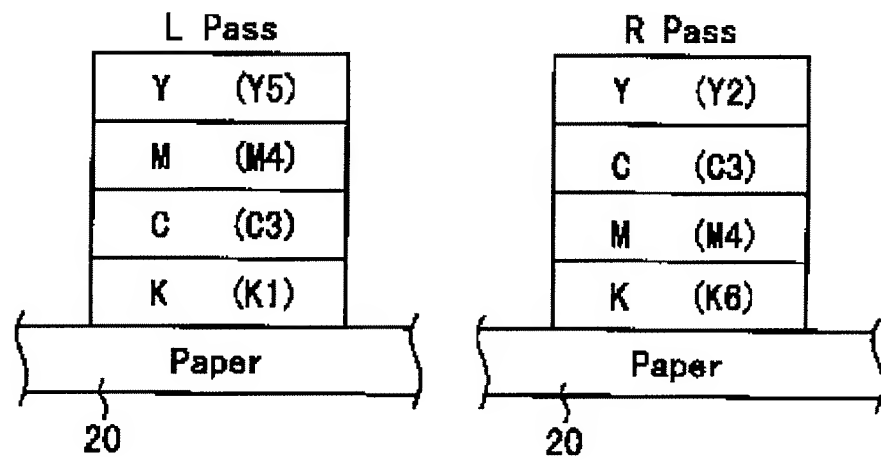 L Pass
Y (Y5)
M (M4)
C (C3)
K (K1)
Paper
20
R Pass
Y (Y2)
C (C3)
M (M4)
K (K6)
Paper
20